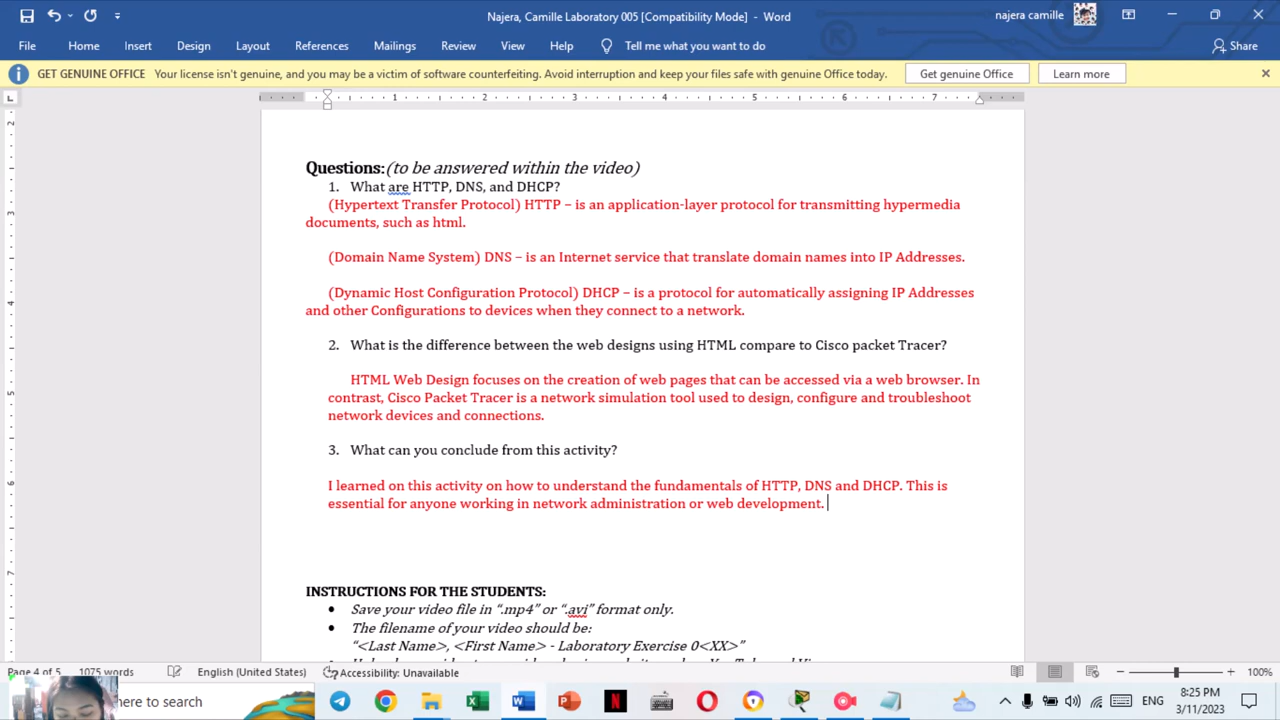 Najera, Camille Laboratory 005 [Compatibility Mode] - Word
najera camille
File Home Insert Design Layout References Mailings Review View Help Tell me what you want to do Share
GET GENUINE OFFICE Your license isn't genuine, and you may be a victim of software counterfeiting. Avoid interruption and keep your files safe with genuine Office today. Get genuine Office Learn more
1 2 3 4 5 6 7
2
3
4
5
6
7
Questions:(to be answered within the video)
1. What are HTTP, DNS, and DHCP?
(Hypertext Transfer Protocol) HTTP – is an application-layer protocol for transmitting hypermedia
documents, such as html.
(Domain Name System) DNS – is an Internet service that translate domain names into IP Addresses.
(Dynamic Host Configuration Protocol) DHCP – is a protocol for automatically assigning IP Addresses
and other Configurations to devices when they connect to a network.
2. What is the difference between the web designs using HTML compare to Cisco packet Tracer?
HTML Web Design focuses on the creation of web pages that can be accessed via a web browser. In
contrast, Cisco Packet Tracer is a network simulation tool used to design, configure and troubleshoot
network devices and connections.
3. What can you conclude from this activity?
I learned on this activity on how to understand the fundamentals of HTTP, DNS and DHCP. This is
essential for anyone working in network administration or web development.
INSTRUCTIONS FOR THE STUDENTS:
• Save your video file in “.mp4” or “.avi” format only.
• The filename of your video should be:
“<Last Name>, <First Name> - Laboratory Exercise 0<XX>”
Page 4 of 5 1075 words English (United States) Accessibility: Unavailable 100%
here to search
ENG
8:25 PM
3/11/2023